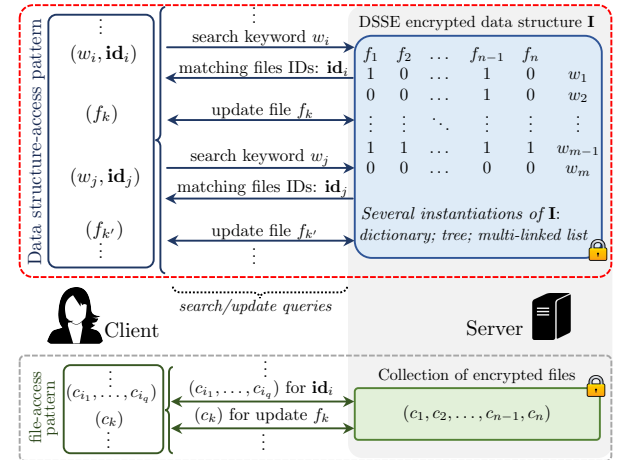 Data structure-access pattern
⋮
(w_i, id_i)
(f_k)
(w_j, id_j)
(f_{k'})
⋮
⋮
search keyword w_i
matching files IDs: id_i
update file f_k
search keyword w_j
matching files IDs: id_j
update file f_{k'}
⋮
search/update queries
DSSE encrypted data structure I
f_1 f_2 … f_{n−1} f_n
1 0 … 1 0 w_1
0 0 … 1 0 w_2
⋮ ⋮ ⋱ ⋮ ⋮ ⋮
1 1 … 1 1 w_{m−1}
0 0 … 0 0 w_m
Several instantiations of I:
dictionary; tree; multi-linked list
Client
Server
file-access
pattern
⋮
(c_{i_1}, …, c_{i_q})
(c_k)
⋮
⋮
(c_{i_1}, …, c_{i_q}) for id_i
(c_k) for update f_k
⋮
Collection of encrypted files
(c_1, c_2, …, c_{n−1}, c_n)